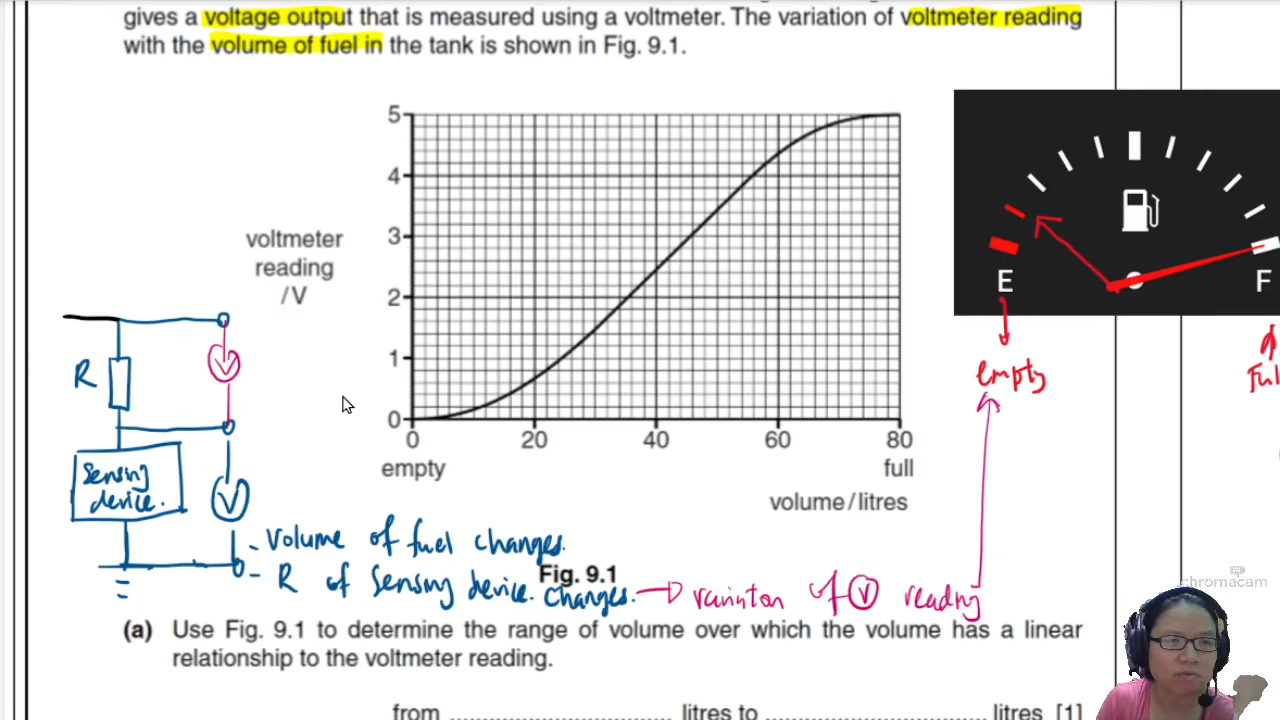 gives a voltage output that is measured using a voltmeter. The variation of voltmeter reading
with the volume of fuel in the tank is shown in Fig. 9.1.
5
4
3
2
1
0
voltmeter
reading
/V
0
20
40
60
80
empty
full
volume/litres
E
F
empty
Ful
R
V
Sensing
device.
V
- Volume of fuel changes.
- R of Sensing device changes. → variation of V reading
Fig. 9.1
(a) Use Fig. 9.1 to determine the range of volume over which the volume has a linear
relationship to the voltmeter reading.
from ................................ litres to ................................ litres [1]
chromacam